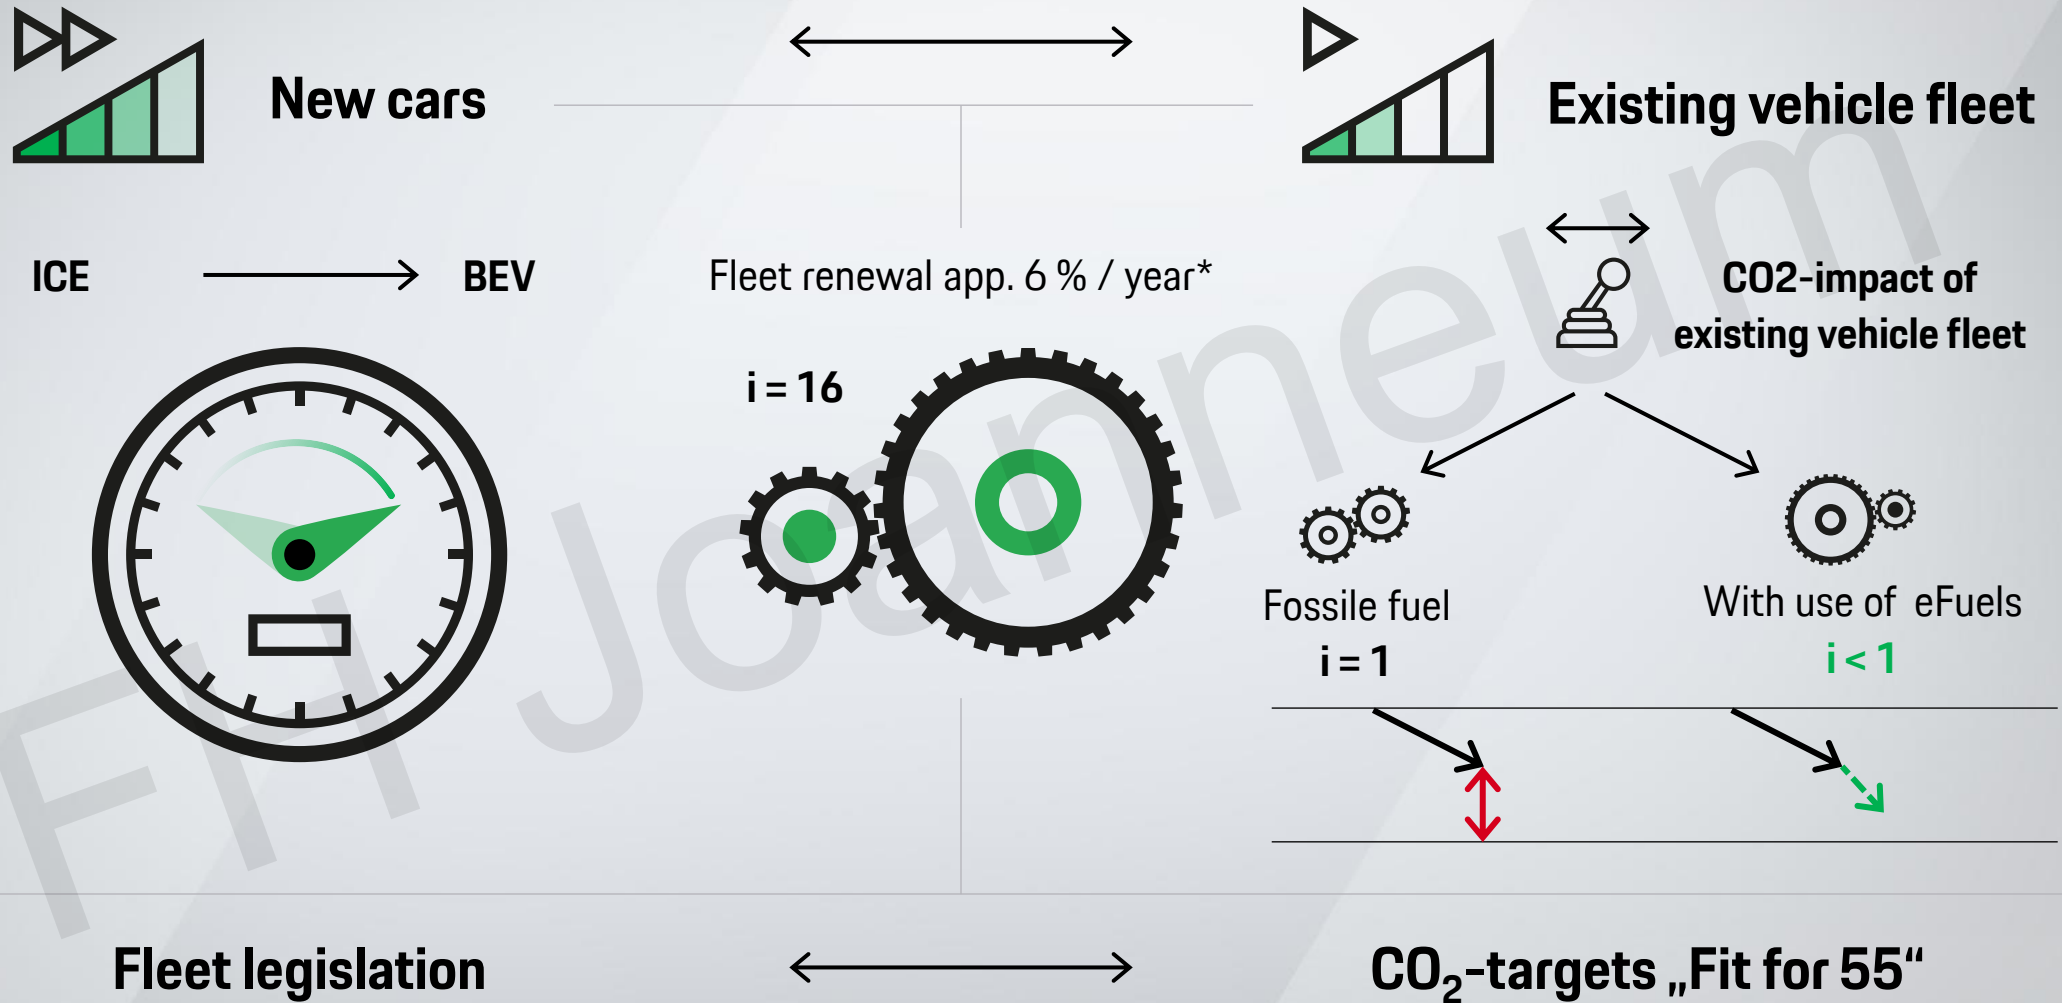 New cars
Existing vehicle fleet
ICE
BEV
Fleet renewal app. 6 % / year*
CO2-impact of
existing vehicle fleet
i = 16
Fossile fuel
i = 1
With use of eFuels
i < 1
FH Joanneum
Fleet legislation
CO₂-targets „Fit for 55“